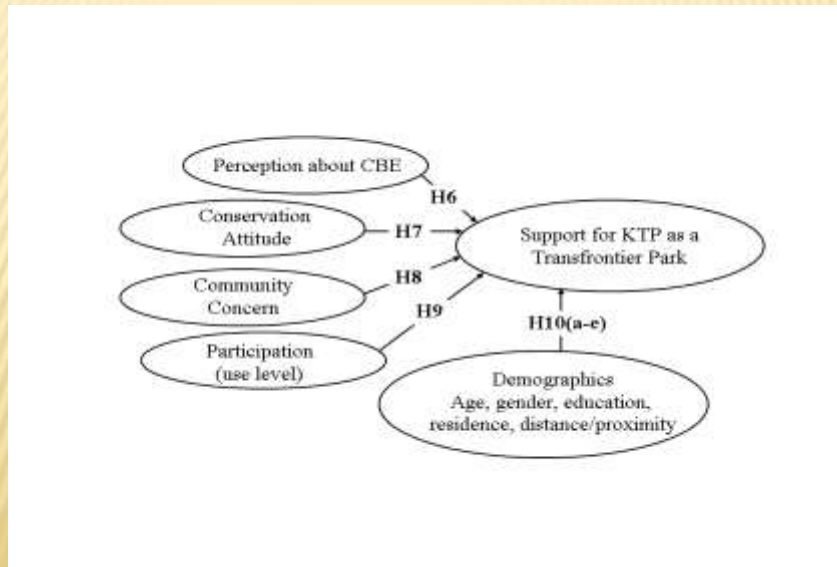 Perception about CBE
H6
Conservation
Attitude
H7
Support for KTP as a
Transfrontier Park
Community
Concern
H8
H9
Participation
(use level)
H10(a-e)
Demographics
Age, gender, education,
residence, distance/proximity